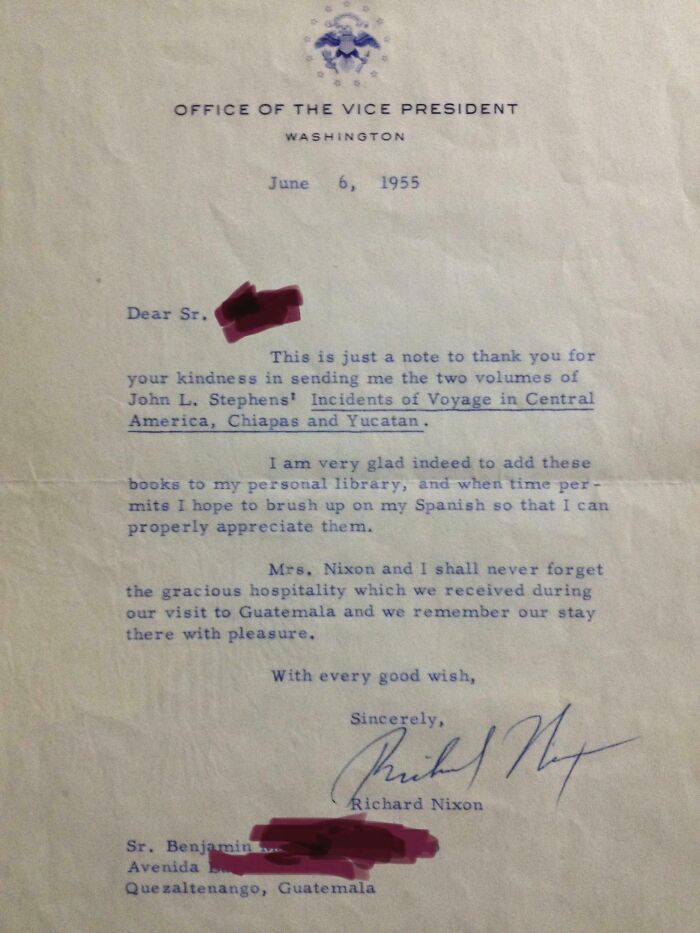 OFFICE OF THE VICE PRESIDENT
WASHINGTON
June 6, 1955
Dear Sr.
This is just a note to thank you for
your kindness in sending me the two volumes of
John L. Stephens' Incidents of Voyage in Central
America, Chiapas and Yucatan.
I am very glad indeed to add these
books to my personal library, and when time per-
mits I hope to brush up on my Spanish so that I can
properly appreciate them.
Mrs. Nixon and I shall never forget
the gracious hospitality which we received during
our visit to Guatemala and we remember our stay
there with pleasure.
With every good wish,
Sincerely,
Richard Nixon
Richard Nixon
Sr. Benjamin
Avenida
Quezaltenango, Guatemala